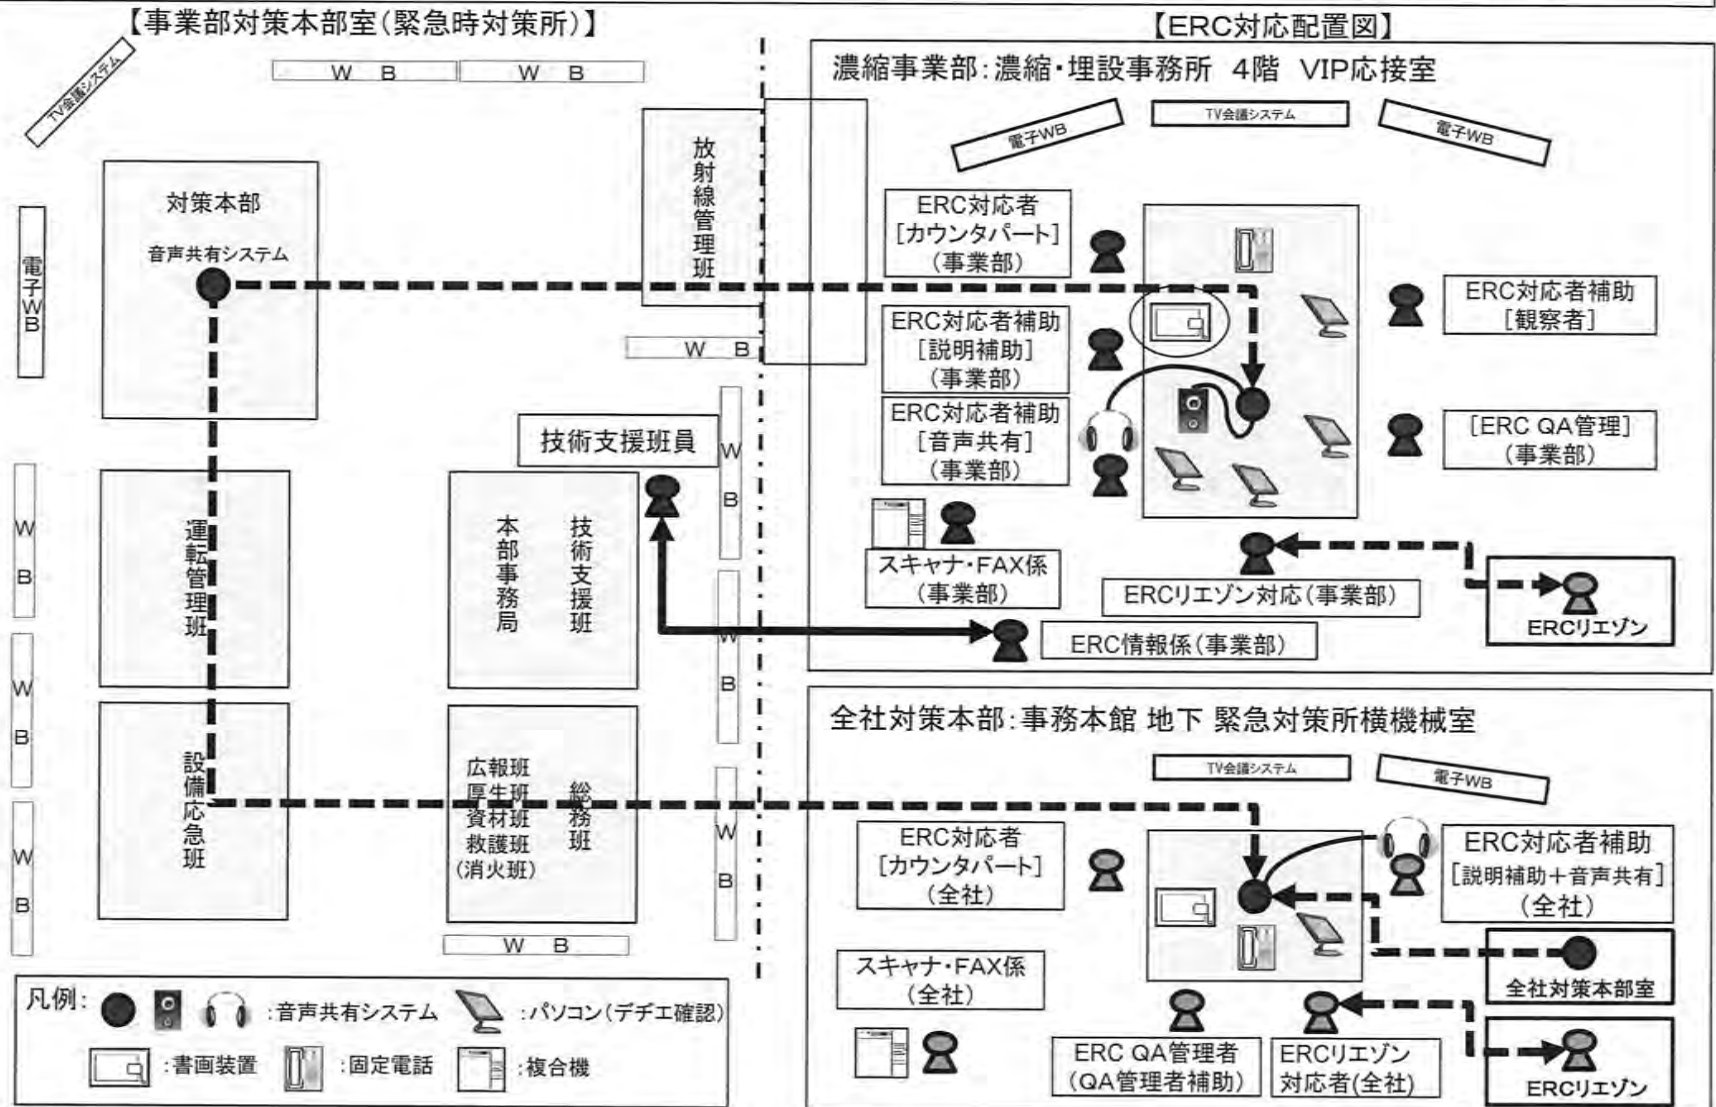 【事業部対策本部室(緊急時対策所)】
TV会議システム
W B
W B
電子WB
対策本部
音声共有システム
放射線管理班
W B
技術支援班員
W B
W B
W B
W B
W B
W B
運転管理班
本部事務局
技術支援班
設備応急班
広報班
厚生班
資材班
救護班
(消火班)
総務班
W B
凡例:
:音声共有システム
:パソコン(デヂエ確認)
:書画装置
:固定電話
:複合機
【ERC対応配置図】
濃縮事業部:濃縮・埋設事務所 4階 VIP応接室
電子WB
TV会議システム
電子WB
ERC対応者
[カウンタパート]
(事業部)
ERC対応者補助
[説明補助]
(事業部)
ERC対応者補助
[音声共有]
(事業部)
ERC対応者補助
[観察者]
[ERC QA管理]
(事業部)
スキャナ・FAX係
(事業部)
ERCリエゾン対応(事業部)
ERCリエゾン
ERC情報係(事業部)
全社対策本部:事務本館 地下 緊急対策所横機械室
TV会議システム
電子WB
ERC対応者
[カウンタパート]
(全社)
ERC対応者補助
[説明補助+音声共有]
(全社)
スキャナ・FAX係
(全社)
全社対策本部室
ERC QA管理者
(QA管理者補助)
ERCリエゾン
対応者(全社)
ERCリエゾン